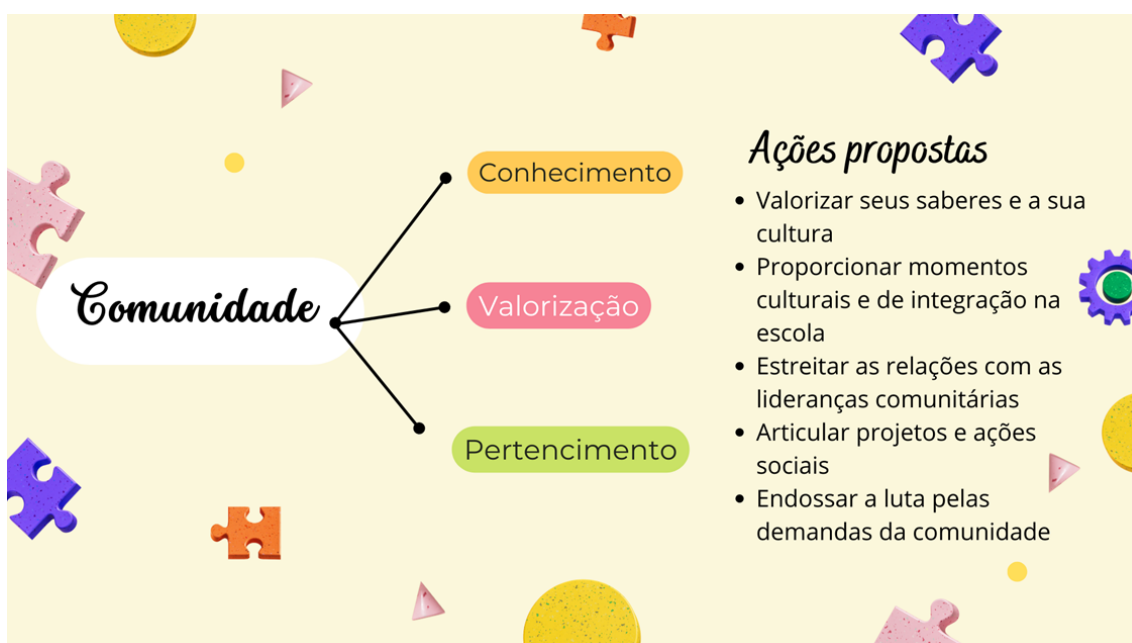 Comunidade
Conhecimento
Valorização
Pertencimento
Ações propostas
• Valorizar seus saberes e a sua
cultura
• Proporcionar momentos
culturais e de integração na
escola
• Estreitar as relações com as
lideranças comunitárias
• Articular projetos e ações
sociais
• Endossar a luta pelas
demandas da comunidade